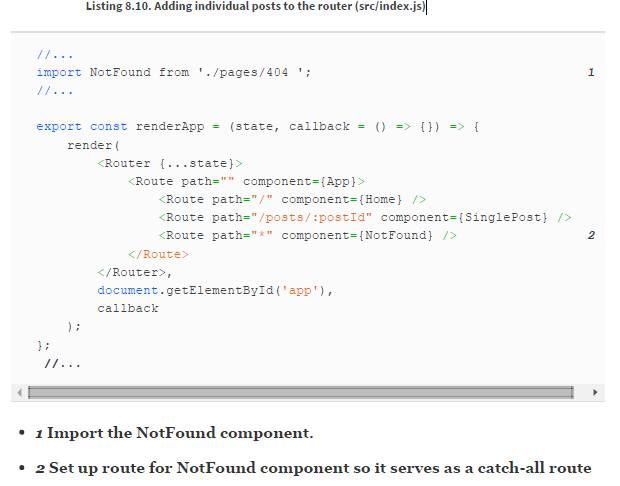 Listing 8.10. Adding individual posts to the router (src/index.js)
//...
import NotFound from './pages/404 '; 1
//...
export const renderApp = (state, callback = () => {}) => {
render(
<Router {...state}>
<Route path="" component={App}>
<Route path="/" component={Home} />
<Route path="/posts/:postId" component={SinglePost} />
<Route path="*" component={NotFound} /> 2
</Route>
</Router>,
document.getElementById('app'),
callback
);
};
//...
• 1 Import the NotFound component.
• 2 Set up route for NotFound component so it serves as a catch-all route